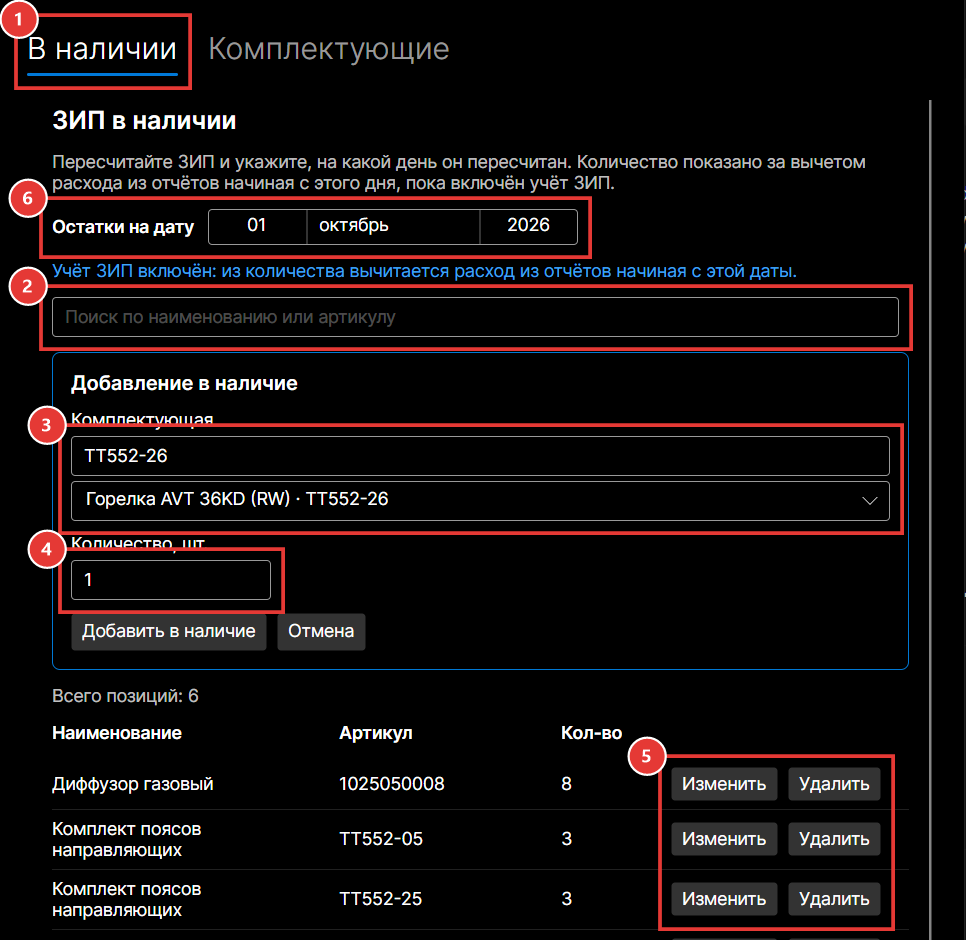 1
В наличии Комплектующие
ЗИП в наличии
Пересчитайте ЗИП и укажите, на какой день он пересчитан. Количество показано за вычетом
расхода из отчётов начиная с этого дня, пока включён учёт ЗИП.
6
Остатки на дату 01 октябрь 2026
Учёт ЗИП включён: из количества вычитается расход из отчётов начиная с этой даты.
2
Поиск по наименованию или артикулу
Добавление в наличие
Комплектующая
3
TT552-26
Горелка AVT 36KD (RW) · TT552-26
Количество, шт
4
1
Добавить в наличие Отмена
Всего позиций: 6
Наименование Артикул Кол-во
5
Диффузор газовый 1025050008 8 Изменить Удалить
Комплект поясов
направляющих TT552-05 3 Изменить Удалить
Комплект поясов
направляющих TT552-25 3 Изменить Удалить